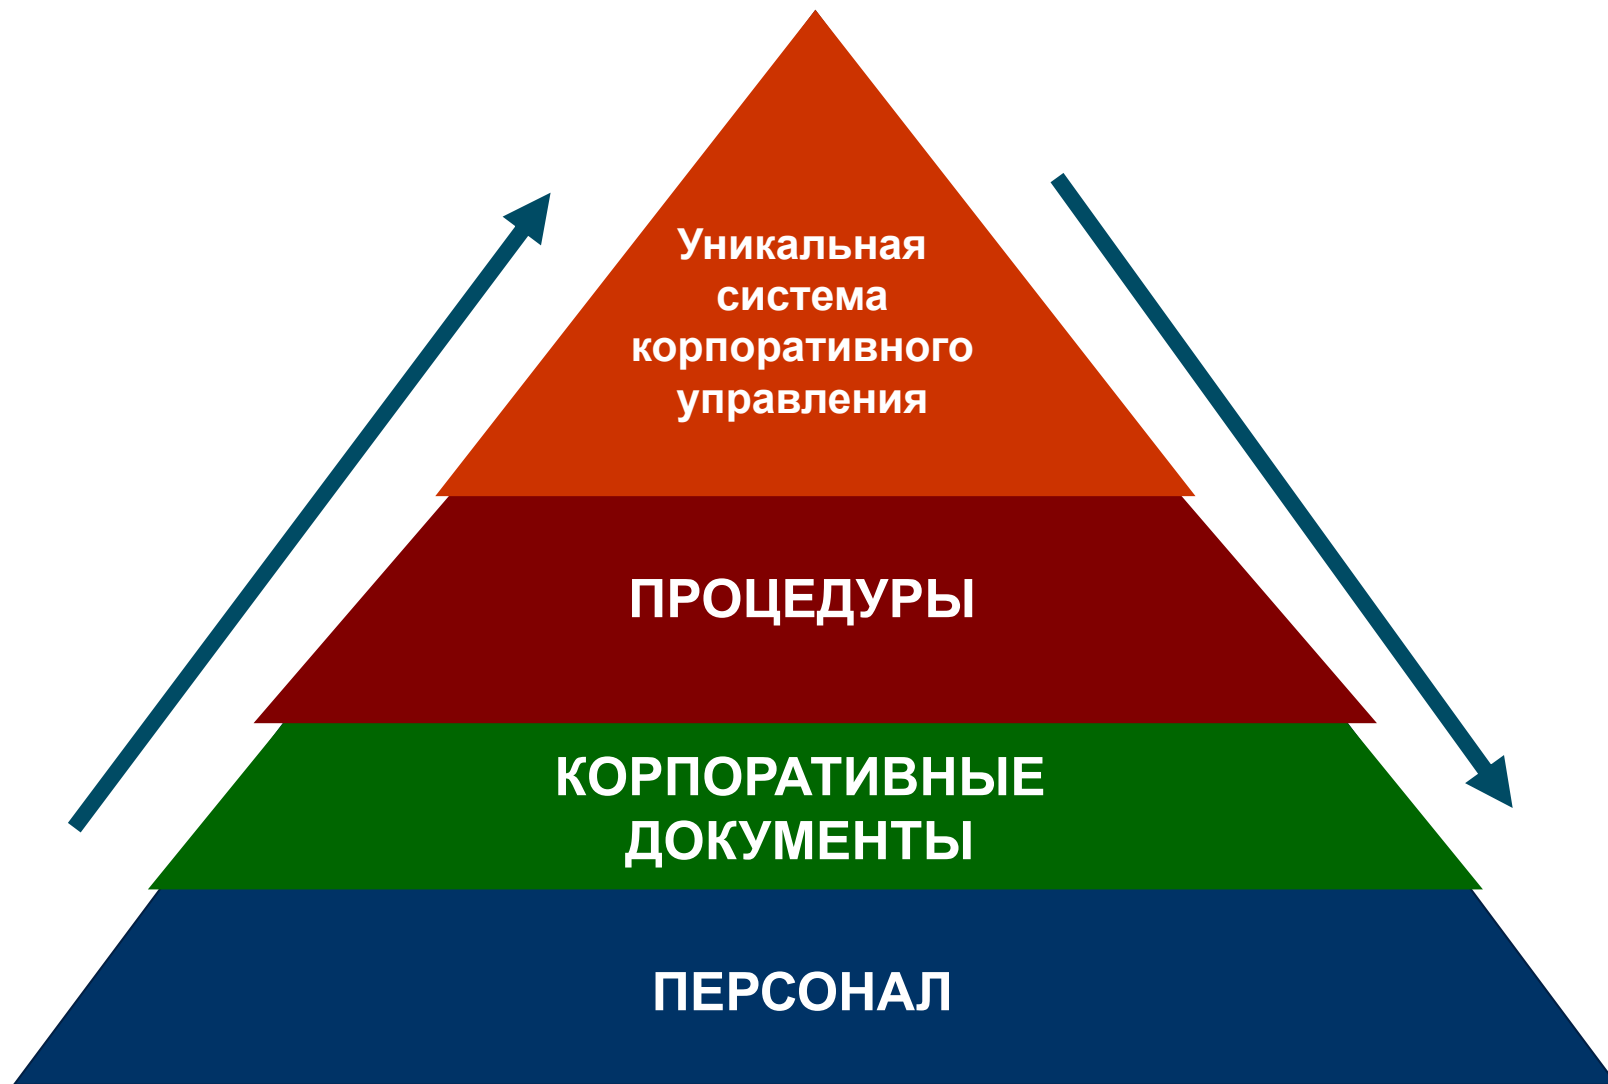 Уникальная
система
корпоративного
управления
ПРОЦЕДУРЫ
КОРПОРАТИВНЫЕ
ДОКУМЕНТЫ
ПЕРСОНАЛ